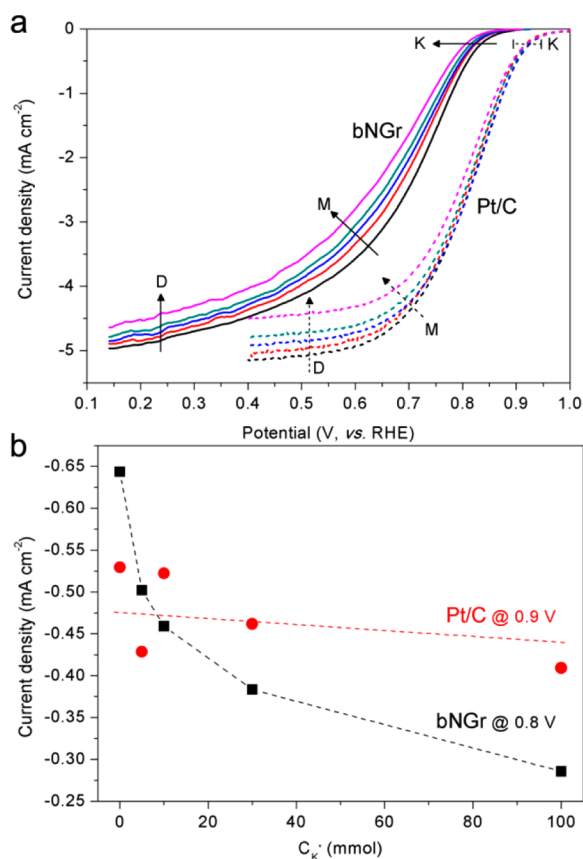 a
0
-1
-2
-3
-4
-5
Current density (mA cm⁻²)
K
K
bNGr
Pt/C
M
M
D
D
0.1 0.2 0.3 0.4 0.5 0.6 0.7 0.8 0.9 1.0
Potential (V, vs. RHE)
b
-0.65
-0.60
-0.55
-0.50
-0.45
-0.40
-0.35
-0.30
-0.25
Current density (mA cm⁻²)
Pt/C @ 0.9 V
bNGr @ 0.8 V
0 20 40 60 80 100
C_K⁺ (mmol)